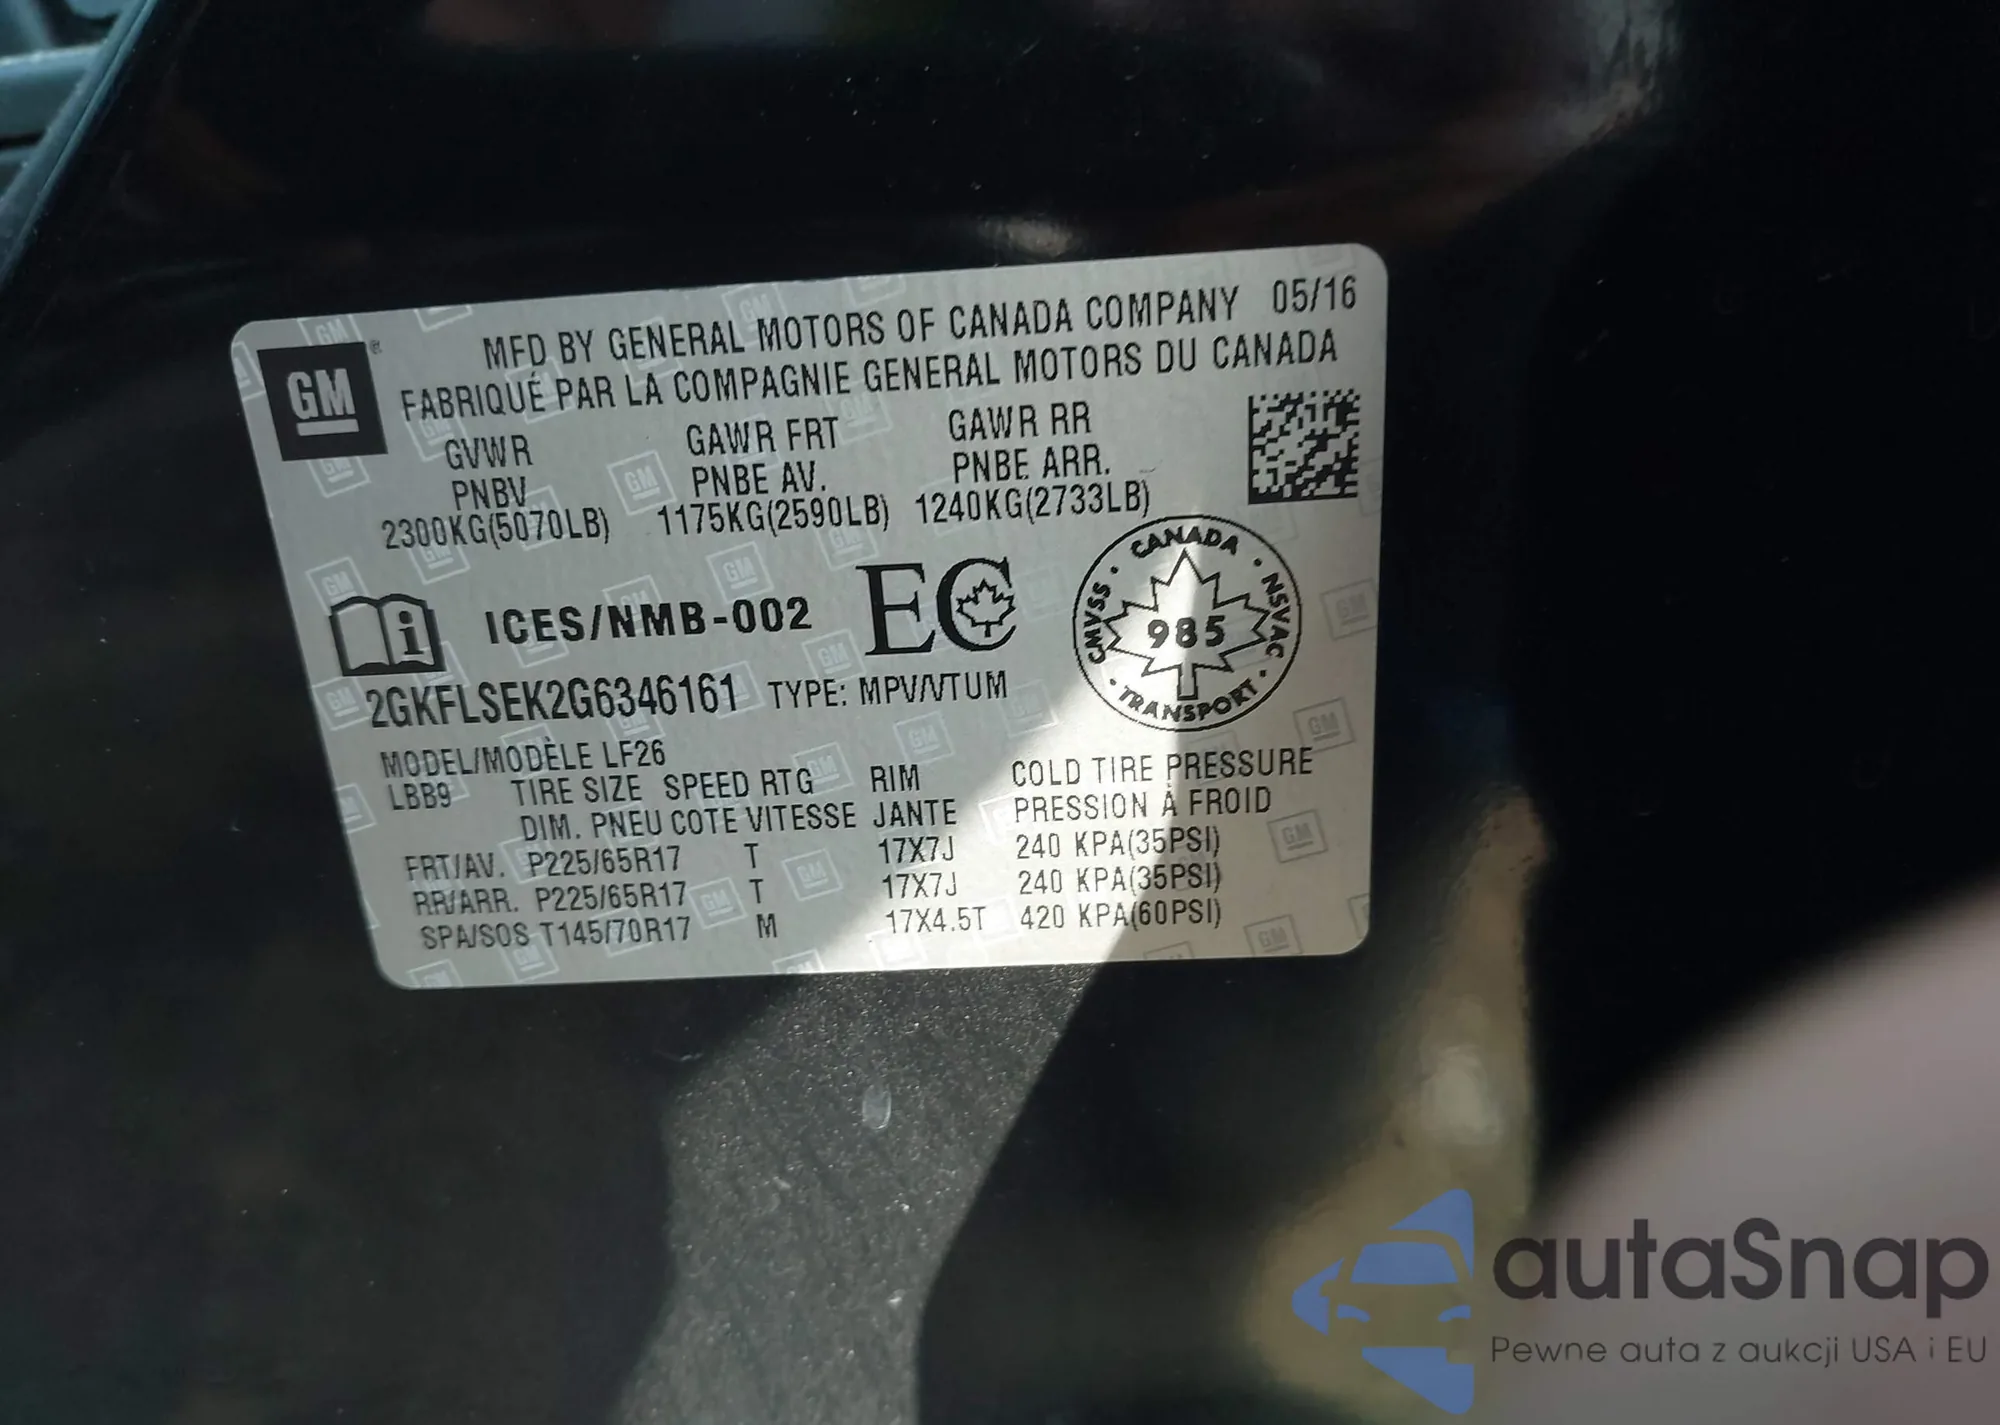 GM
MFD BY GENERAL MOTORS OF CANADA COMPANY 05/16
FABRIQUÉ PAR LA COMPAGNIE GENERAL MOTORS DU CANADA
GVWR GAWR FRT GAWR RR
PNBV PNBE AV. PNBE ARR.
2300KG(5070LB) 1175KG(2590LB) 1240KG(2733LB)
i ICES/NMB-002 EC
CANADA
CMVSS 985 NSVAC
TRANSPORT
2GKFLSEK2G6346161 TYPE: MPV/VTUM
MODEL/MODÈLE LF26
LBB9 TIRE SIZE SPEED RTG RIM COLD TIRE PRESSURE
DIM. PNEU COTE VITESSE JANTE PRESSION À FROID
FRT/AV. P225/65R17 T 17X7J 240 KPA(35PSI)
RR/ARR. P225/65R17 T 17X7J 240 KPA(35PSI)
SPA/SOS T145/70R17 M 17X4.5T 420 KPA(60PSI)
autaSnap
Pewne auta z aukcji USA i EU